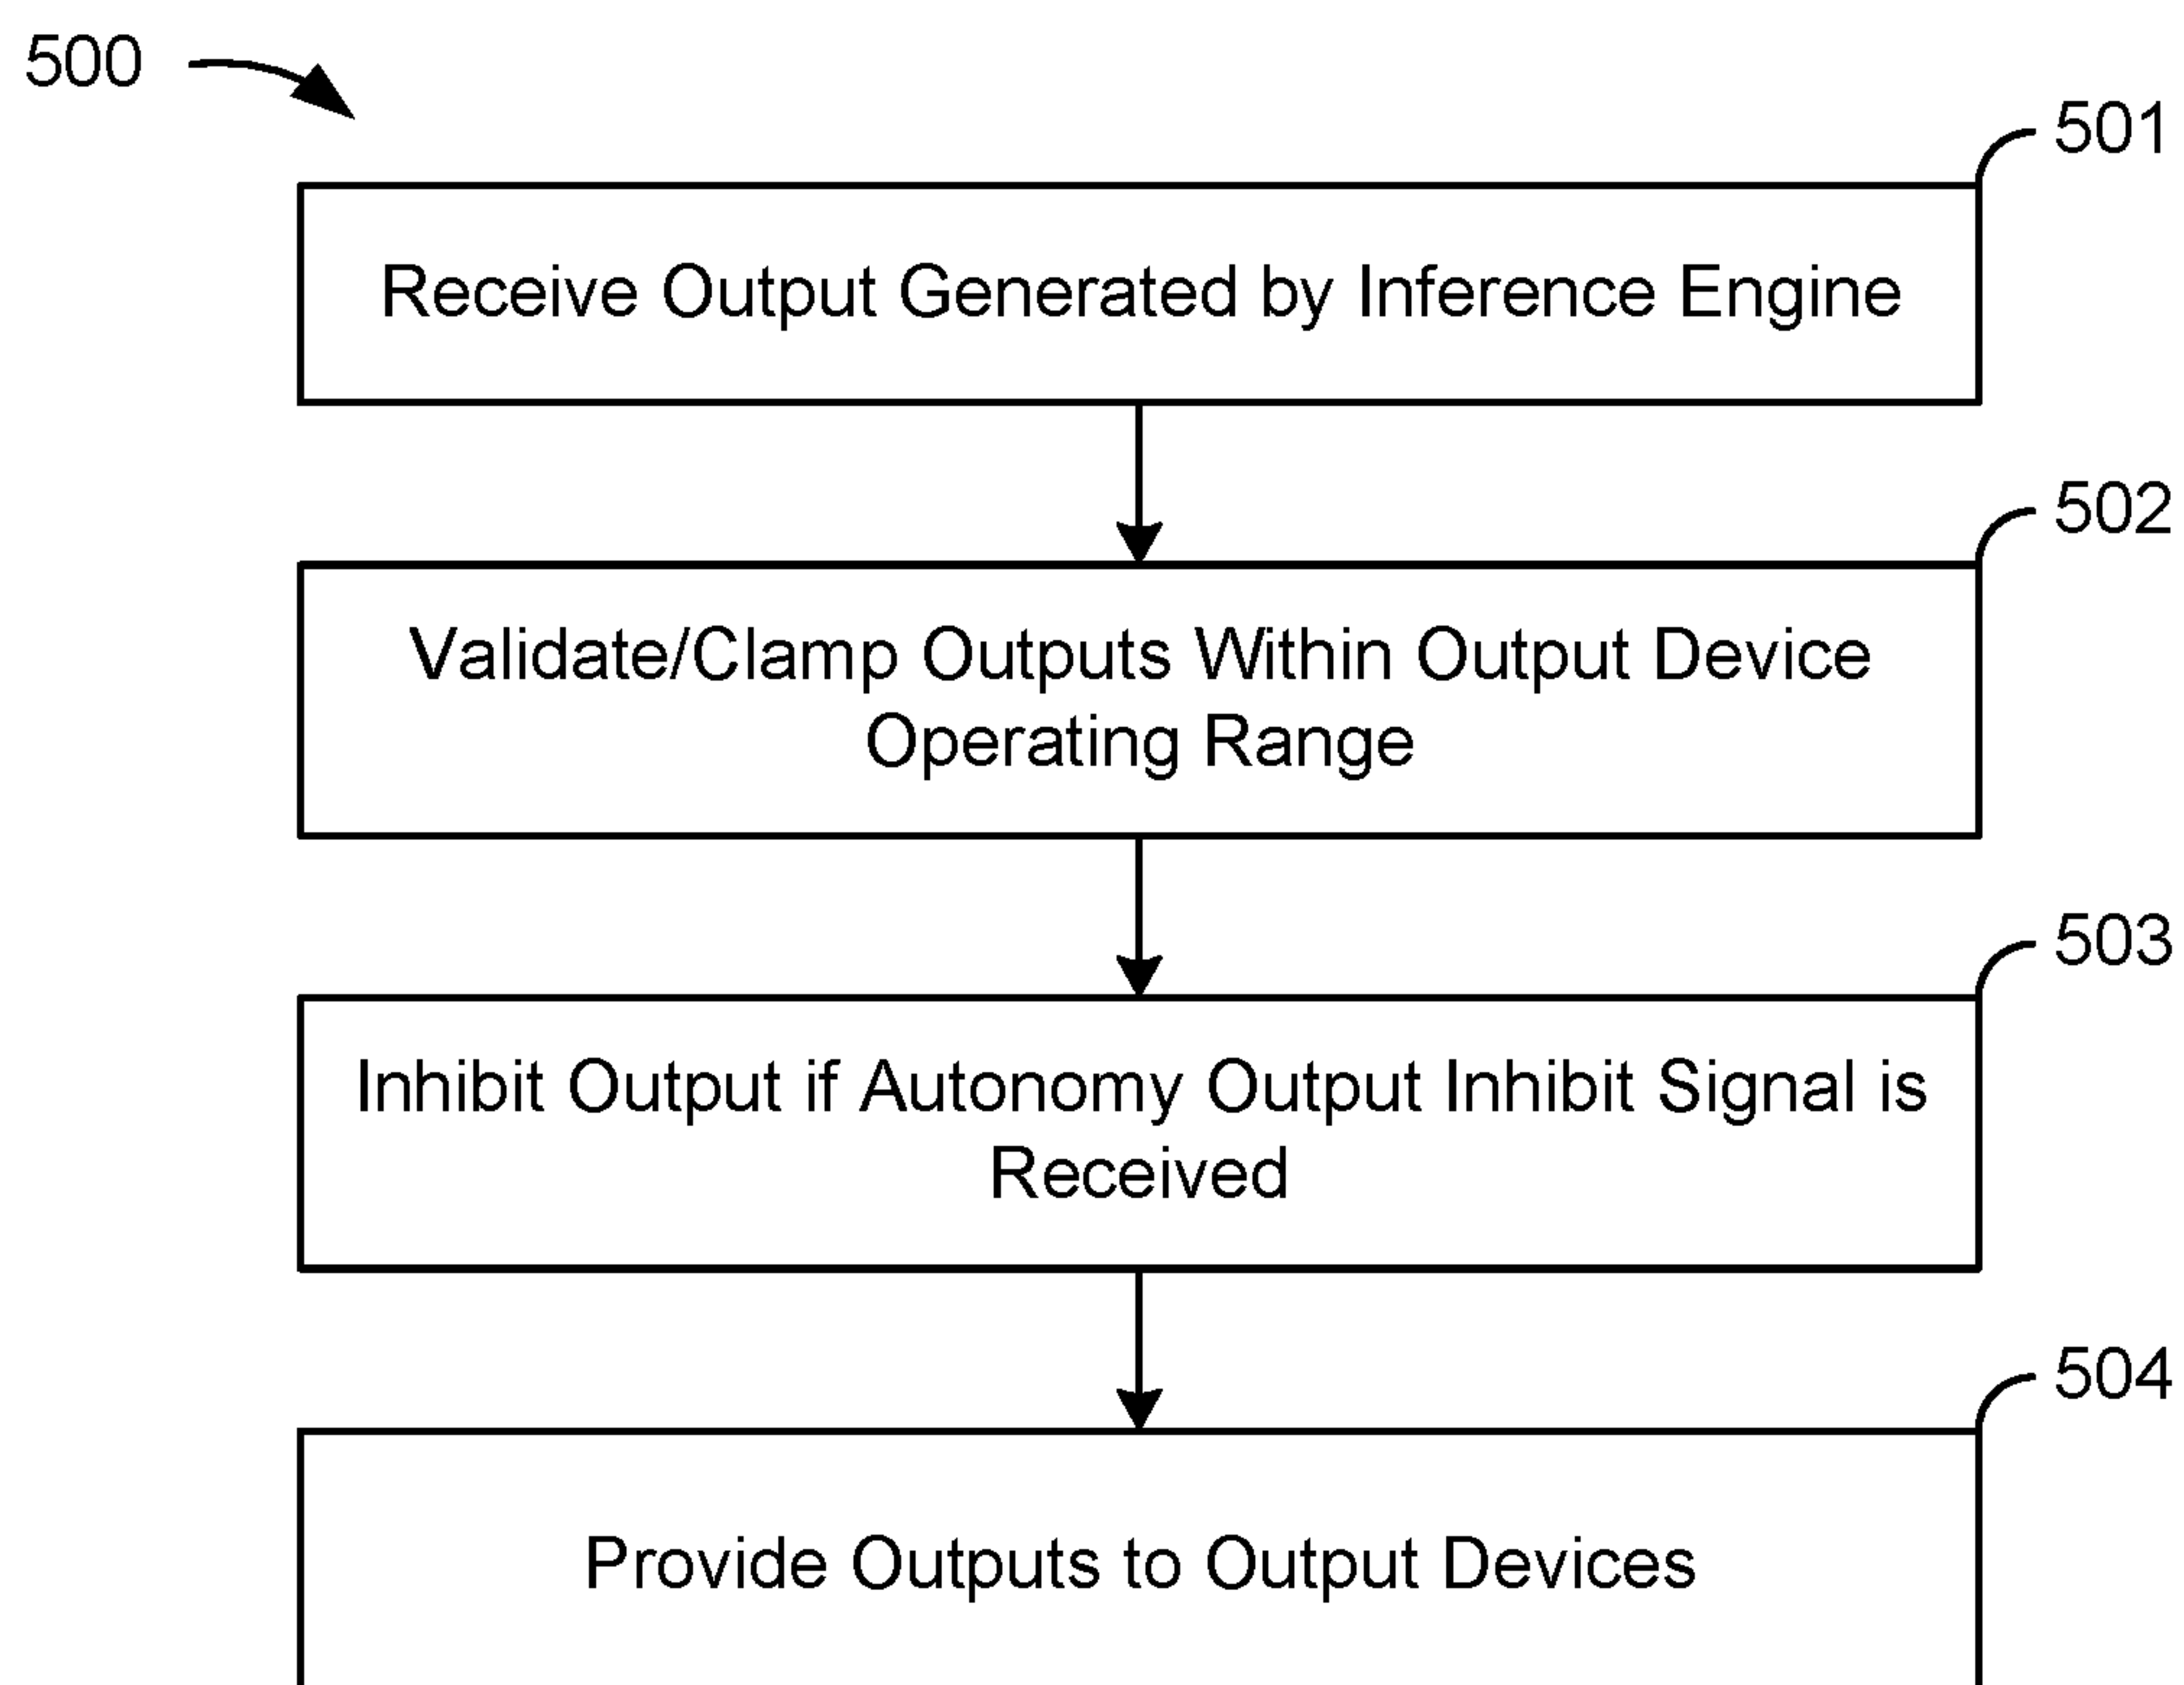 500
501
Receive Output Generated by Inference Engine
502
Validate/Clamp Outputs Within Output Device
Operating Range
503
Inhibit Output if Autonomy Output Inhibit Signal is
Received
504
Provide Outputs to Output Devices